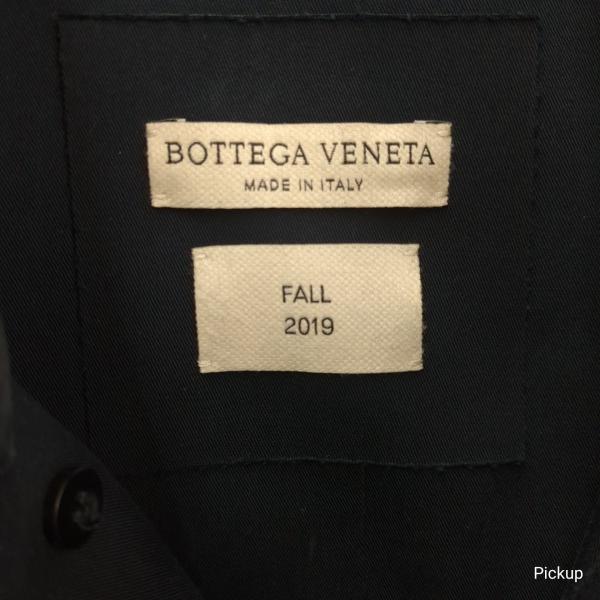 BOTTEGA VENETA
MADE IN ITALY
FALL
2019
Pickup